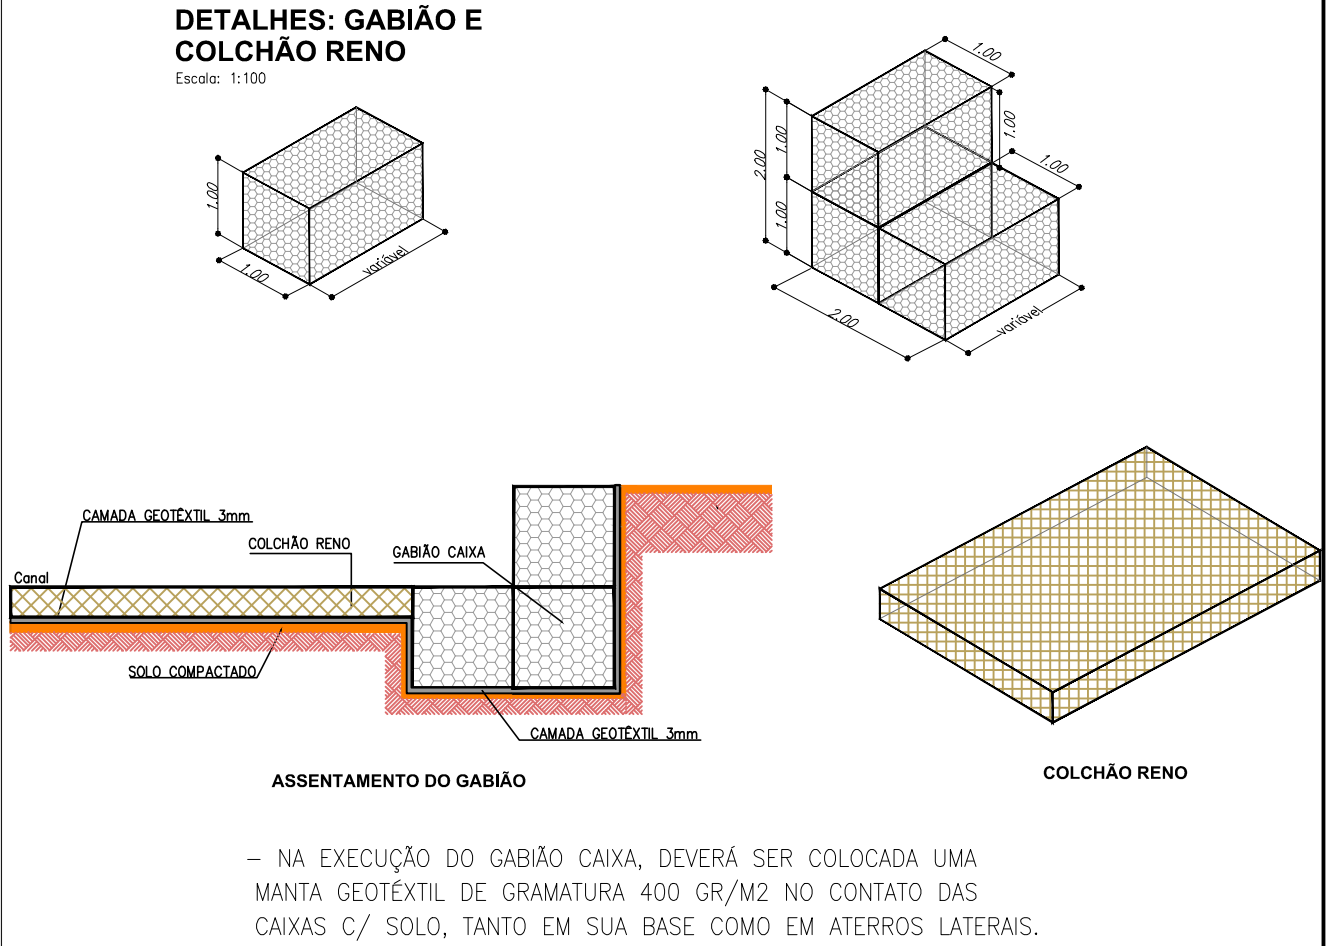 DETALHES: GABIÃO E
COLCHÃO RENO
Escala: 1:100
1.00
1.00
variável
1.00
1.00
1.00
2.00
1.00
1.00
2.00
variável
CAMADA GEOTÊXTIL 3mm
COLCHÃO RENO
GABIÃO CAIXA
Canal
SOLO COMPACTADO
CAMADA GEOTÊXTIL 3mm
ASSENTAMENTO DO GABIÃO
COLCHÃO RENO
– NA EXECUÇÃO DO GABIÃO CAIXA, DEVERÁ SER COLOCADA UMA
MANTA GEOTÉXTIL DE GRAMATURA 400 GR/M2 NO CONTATO DAS
CAIXAS C/ SOLO, TANTO EM SUA BASE COMO EM ATERROS LATERAIS.